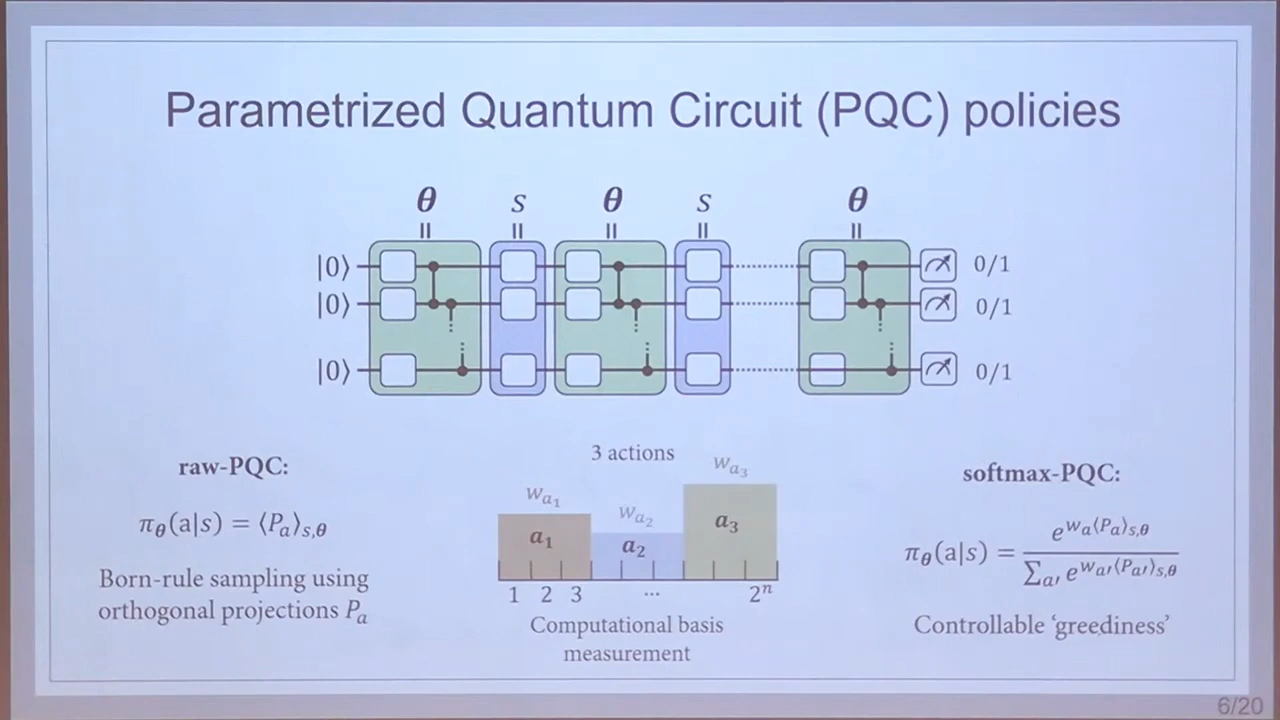 Parametrized Quantum Circuit (PQC) policies
θ s θ s θ
|0⟩ 0/1
|0⟩ 0/1
|0⟩ 0/1
raw-PQC:
π_θ(a|s) = ⟨P_a⟩_{s,θ}
Born-rule sampling using
orthogonal projections P_a
3 actions
w_{a_1} w_{a_2} w_{a_3}
a_1 a_2 a_3
1 2 3 ... 2^n
Computational basis
measurement
softmax-PQC:
π_θ(a|s) = e^{w_a⟨P_a⟩_{s,θ}} / ∑_{a′} e^{w_{a′}⟨P_{a′}⟩_{s,θ}}
Controllable ‘greediness’
6/20